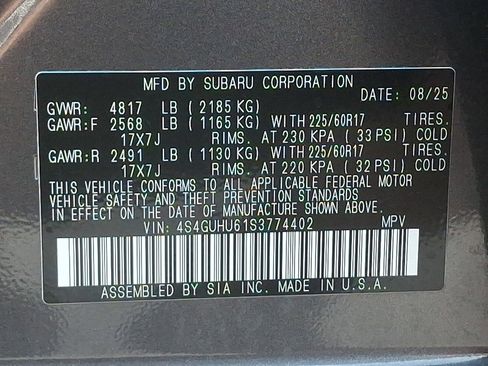 MFD BY SUBARU CORPORATION
DATE: 08/25
GVWR: 4817 LB (2185 KG)
GAWR:F 2568 LB (1165 KG) WITH 225/60R17 TIRES.
17X7J RIMS. AT 230 KPA (33 PSI) COLD
GAWR:R 2491 LB (1130 KG) WITH 225/60R17 TIRES.
17X7J RIMS. AT 220 KPA (32 PSI) COLD
THIS VEHICLE CONFORMS TO ALL APPLICABLE FEDERAL MOTOR
VEHICLE SAFETY AND THEFT PREVENTION STANDARDS
IN EFFECT ON THE DATE OF MANUFACTURE SHOWN ABOVE.
VIN: 4S4GUHU61S3774402 MPV
ASSEMBLED BY SIA INC. MADE IN U.S.A.